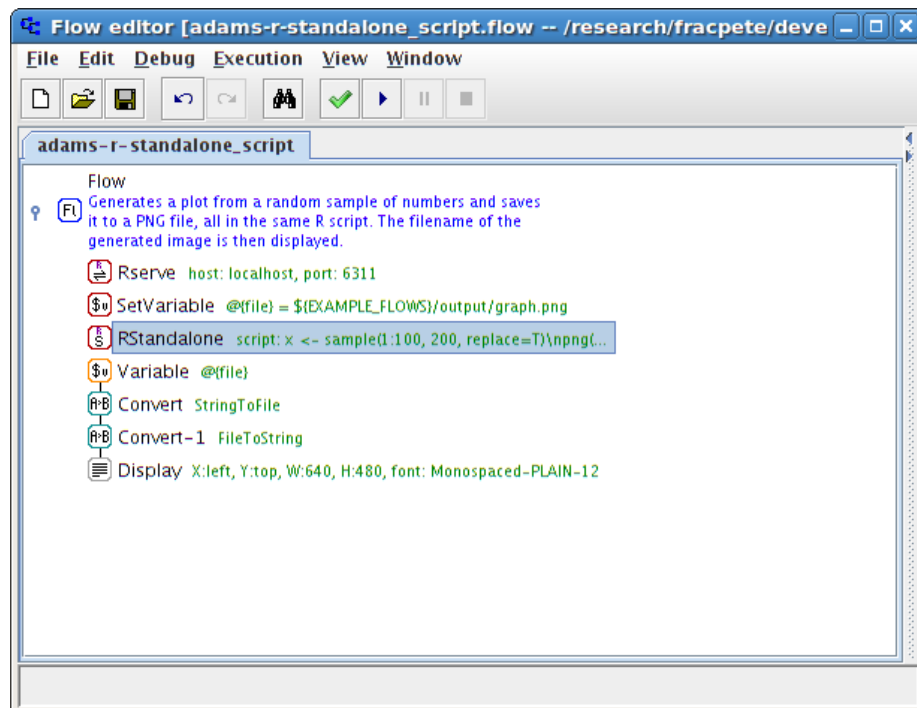 Flow editor [adams-r-standalone_script.flow -- /research/fracpete/deve
File Edit Debug Execution View Window
adams-r-standalone_script
Flow
Fl Generates a plot from a random sample of numbers and saves
it to a PNG file, all in the same R script. The filename of the
generated image is then displayed.
R Rserve host: localhost, port: 6311
$v SetVariable @{file} = ${EXAMPLE_FLOWS}/output/graph.png
R S RStandalone script: x <- sample(1:100, 200, replace=T)\npng(...
$v Variable @{file}
A>B Convert StringToFile
A>B Convert-1 FileToString
Display X:left, Y:top, W:640, H:480, font: Monospaced-PLAIN-12